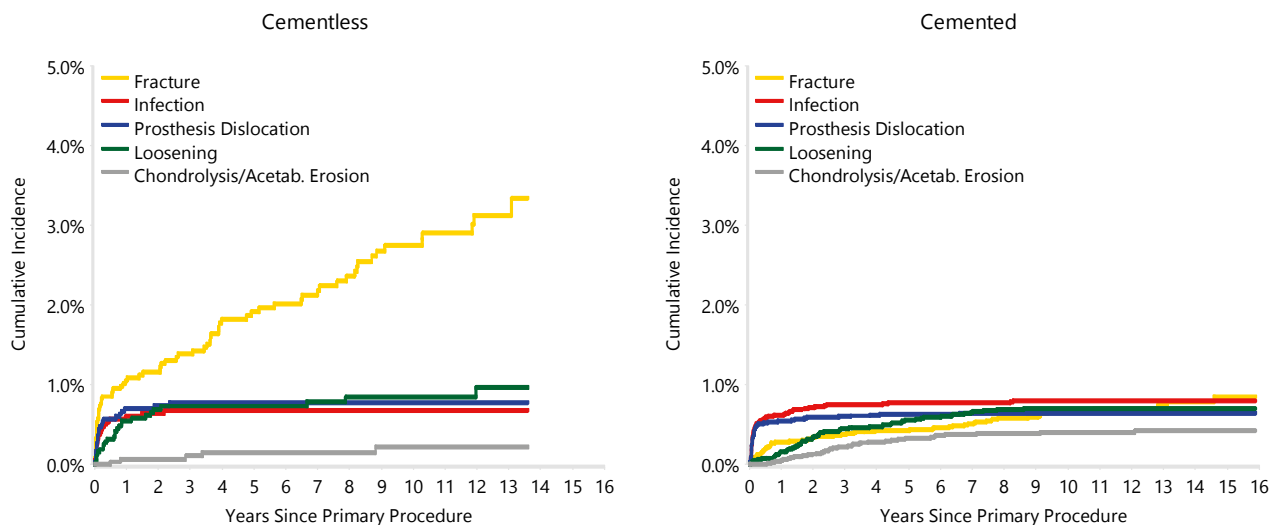 Cementless
Cumulative Incidence
5.0%
4.0%
3.0%
2.0%
1.0%
0.0%
Fracture
Infection
Prosthesis Dislocation
Loosening
Chondrolysis/Acetab. Erosion
0 1 2 3 4 5 6 7 8 9 10 11 12 13 14 15 16
Years Since Primary Procedure
Cemented
Cumulative Incidence
5.0%
4.0%
3.0%
2.0%
1.0%
0.0%
Fracture
Infection
Prosthesis Dislocation
Loosening
Chondrolysis/Acetab. Erosion
0 1 2 3 4 5 6 7 8 9 10 11 12 13 14 15 16
Years Since Primary Procedure